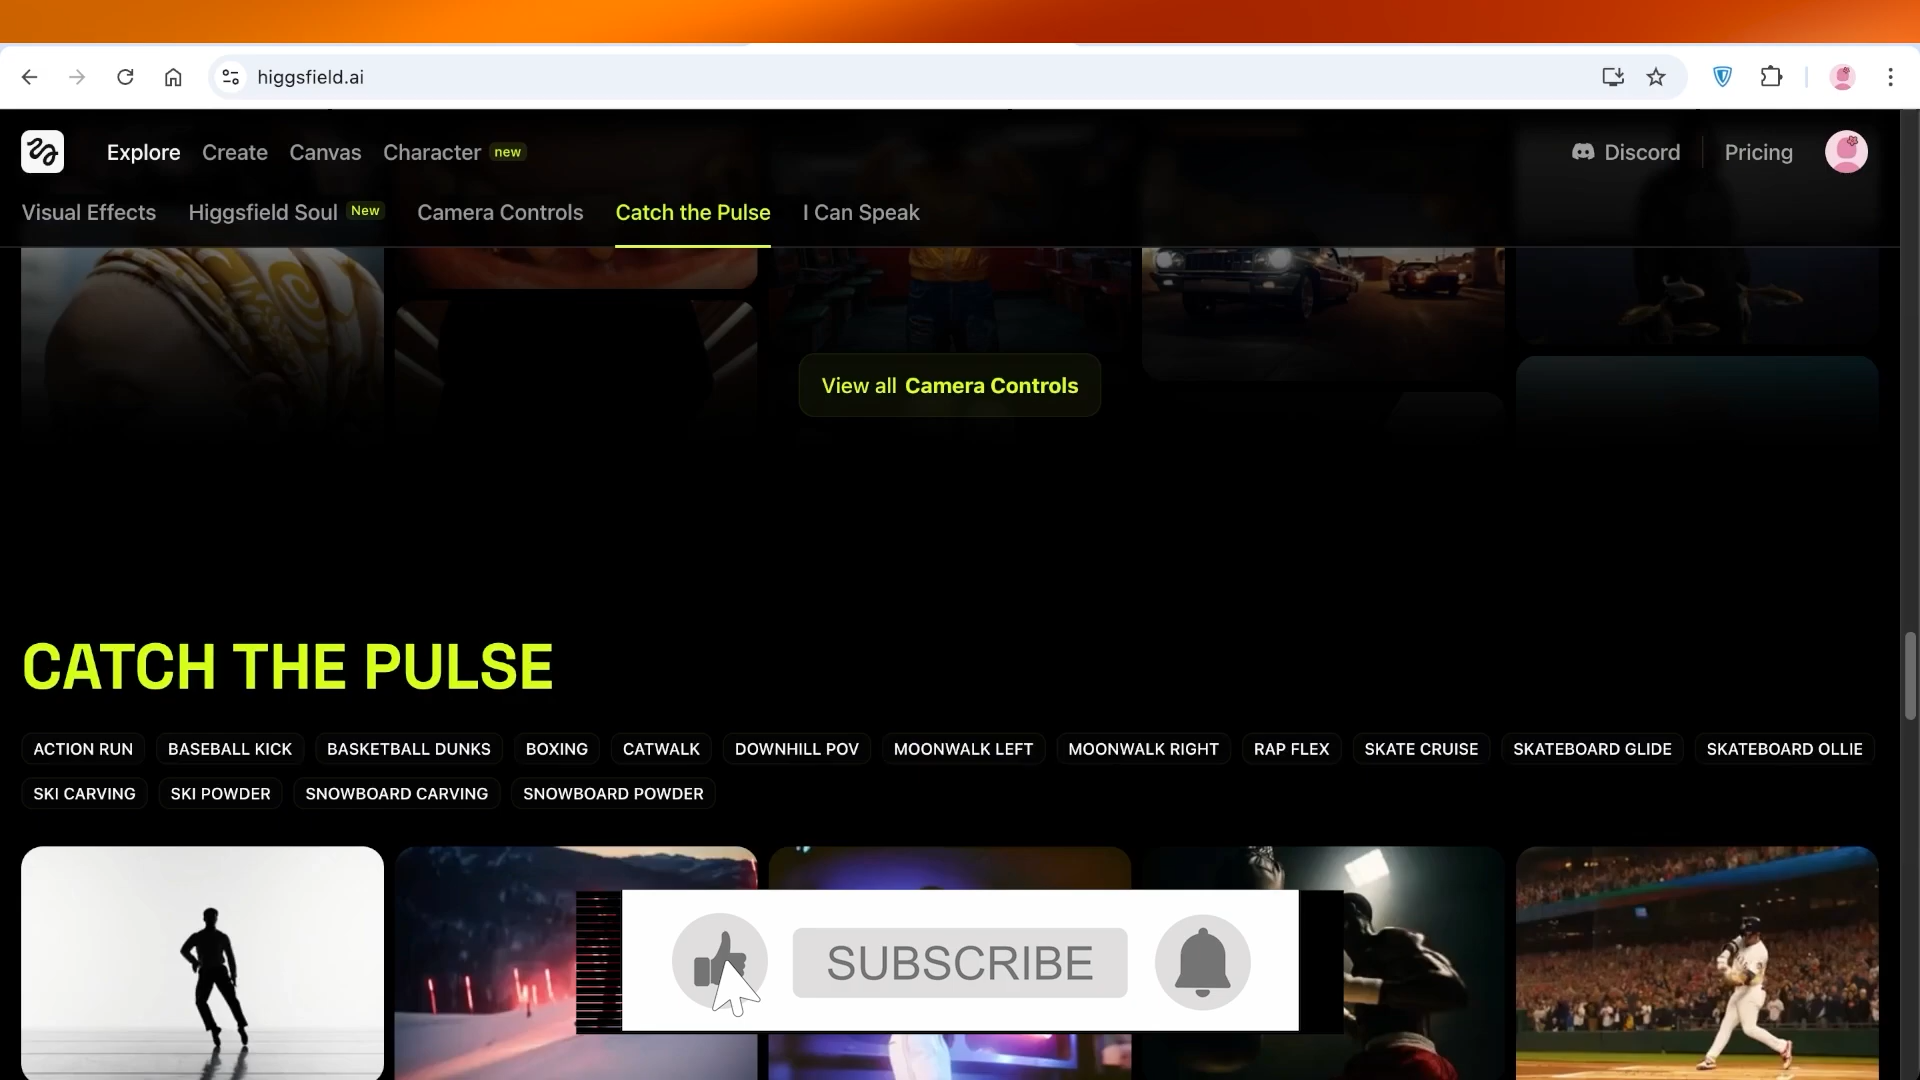 higgsfield.ai
Explore Create Canvas Character new Discord Pricing
Visual Effects Higgsfield Soul New Camera Controls Catch the Pulse I Can Speak
View all Camera Controls
CATCH THE PULSE
ACTION RUN BASEBALL KICK BASKETBALL DUNKS BOXING CATWALK DOWNHILL POV MOONWALK LEFT MOONWALK RIGHT RAP FLEX SKATE CRUISE SKATEBOARD GLIDE SKATEBOARD OLLIE
SKI CARVING SKI POWDER SNOWBOARD CARVING SNOWBOARD POWDER
SUBSCRIBE